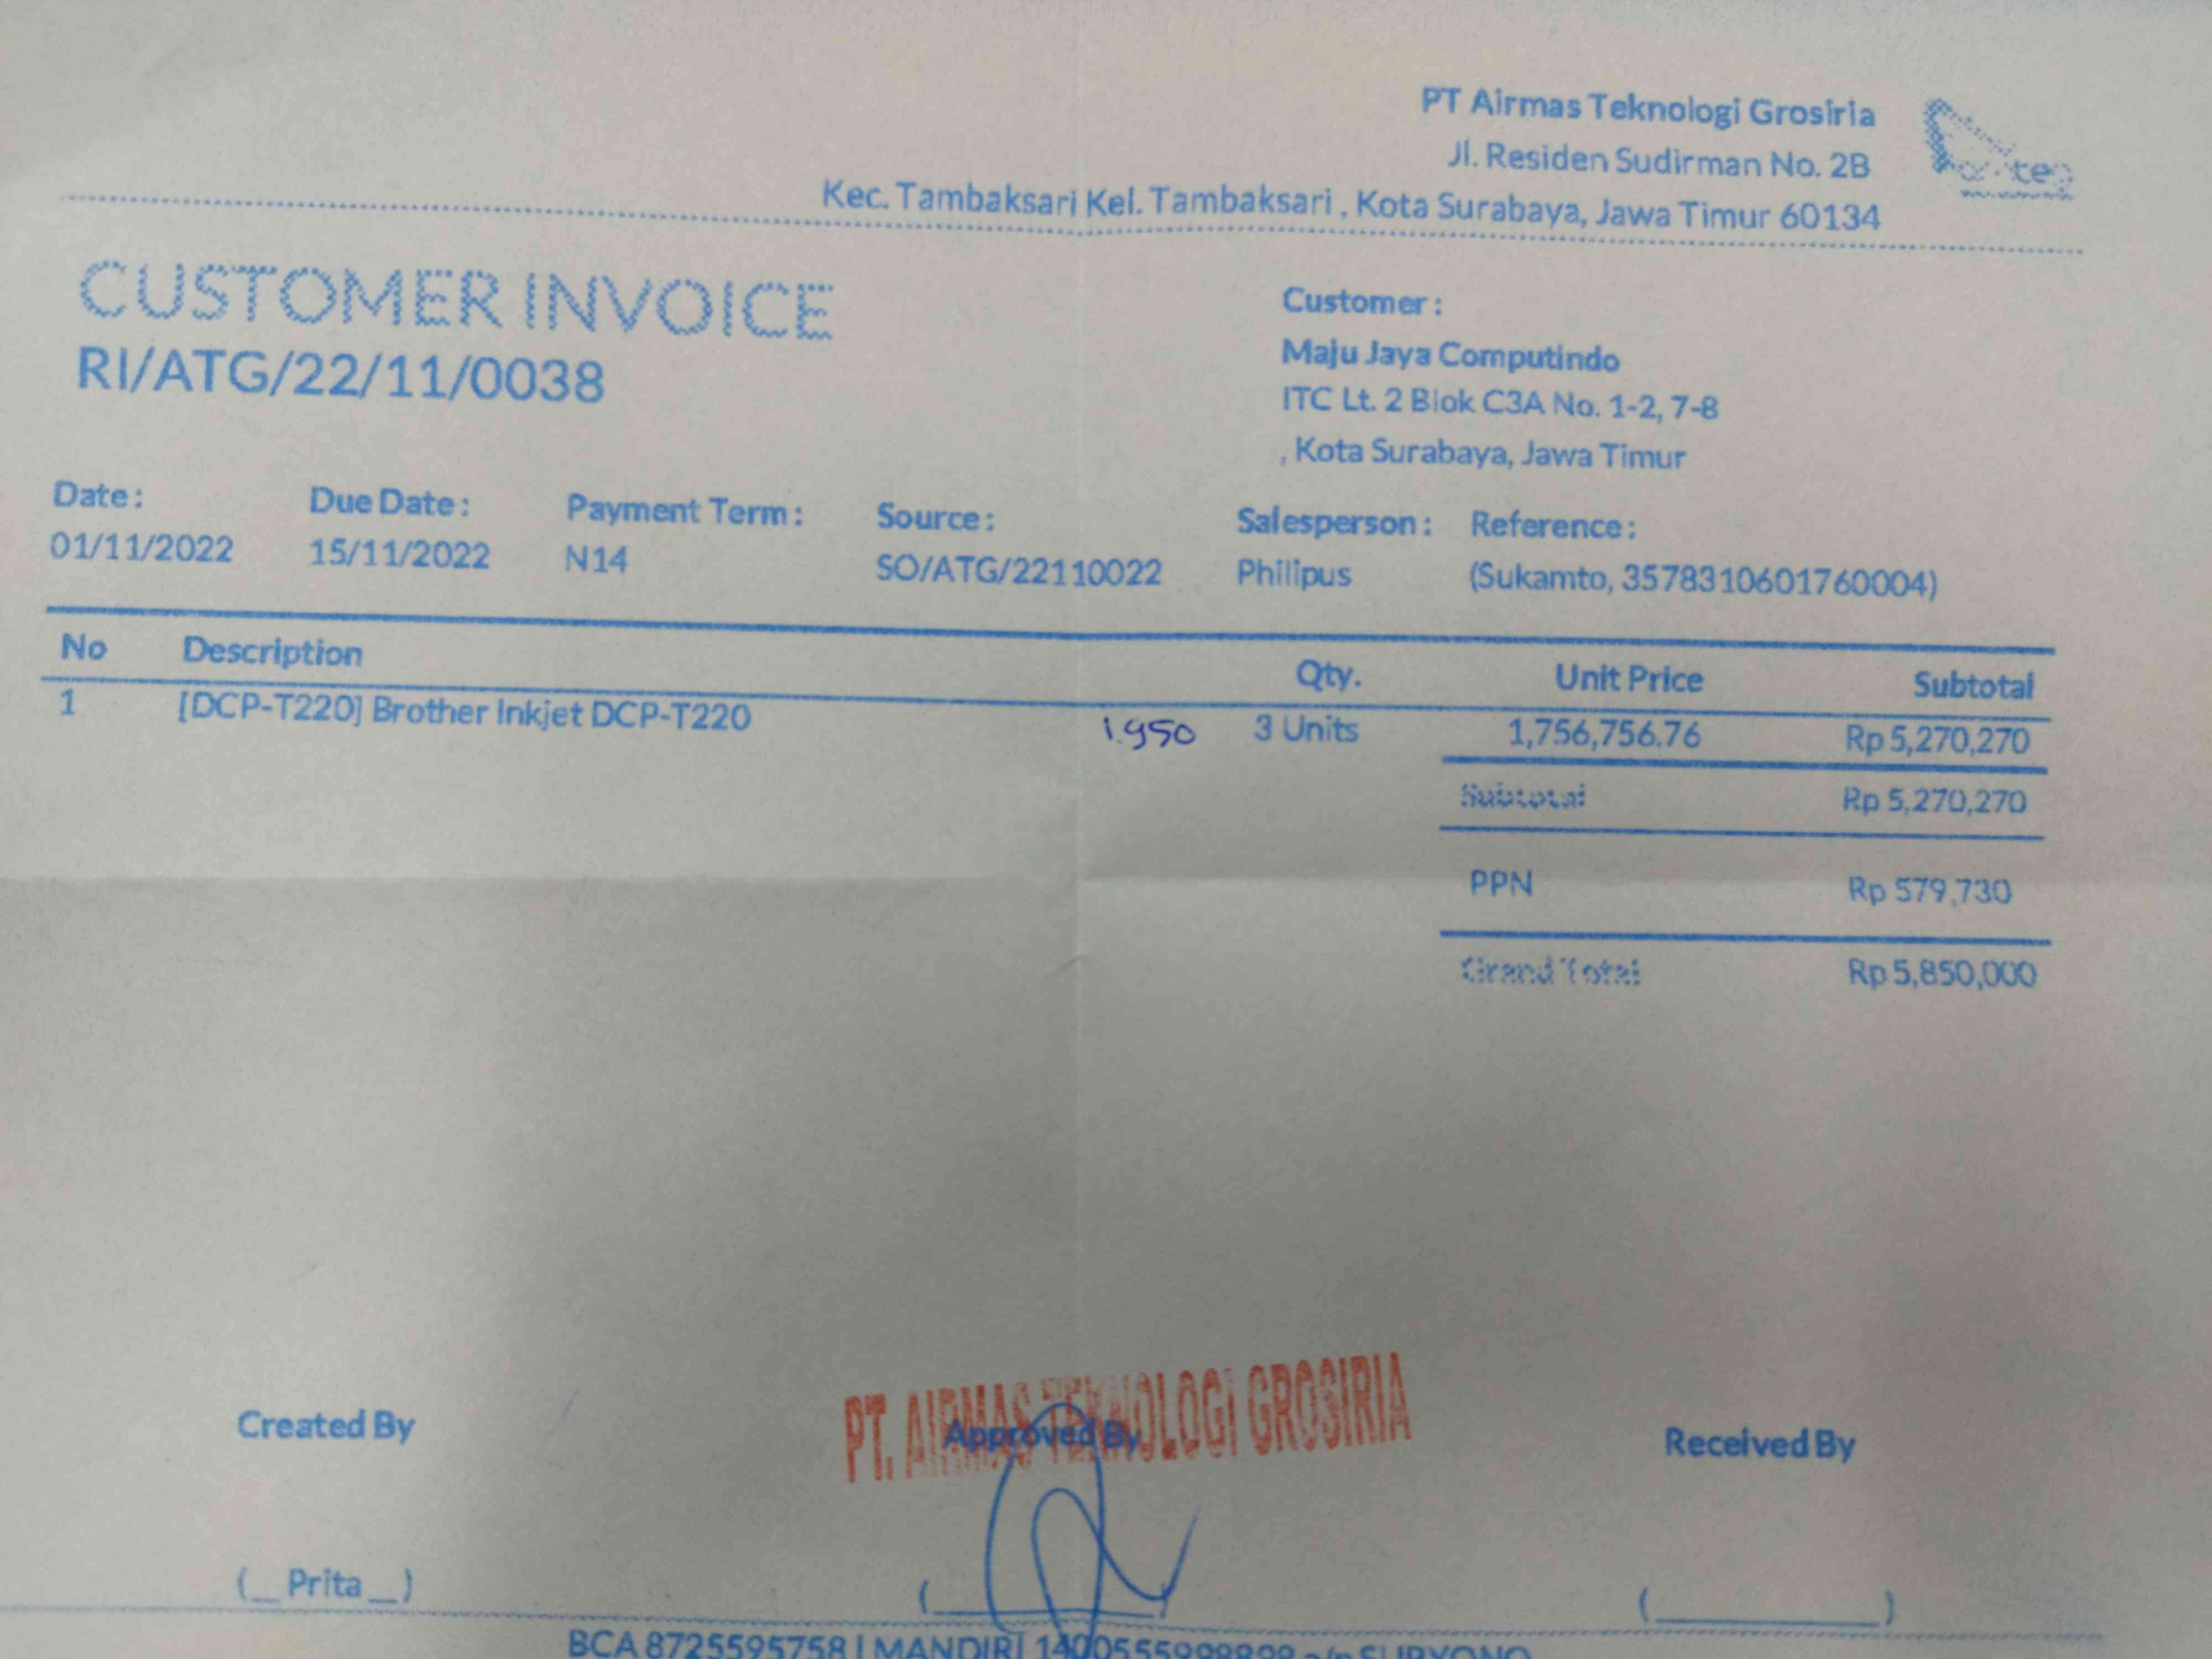 PT Airmas Teknologi Grosiria
Jl. Residen Sudirman No. 2B
Kec. Tambaksari Kel. Tambaksari , Kota Surabaya, Jawa Timur 60134
CUSTOMER INVOICE
RI/ATG/22/11/0038
Customer :
Maju Jaya Computindo
ITC Lt. 2 Blok C3A No. 1-2, 7-8
, Kota Surabaya, Jawa Timur
Date : Due Date : Payment Term : Source : Salesperson : Reference :
01/11/2022 15/11/2022 N14 SO/ATG/22110022 Philipus (Sukamto, 3578310601760004)
No Description Qty. Unit Price Subtotal
1 [DCP-T220] Brother Inkjet DCP-T220 1.950 3 Units 1,756,756.76 Rp 5,270,270
Subtotal Rp 5,270,270
PPN Rp 579,730
Grand Total Rp 5,850,000
PT. AIRMAS TEKNOLOGI GROSIRIA
Created By Approved By Received By
(__ Prita __) (__________) (__________)
BCA 8725595758 | MANDIRI a/n SURYONO